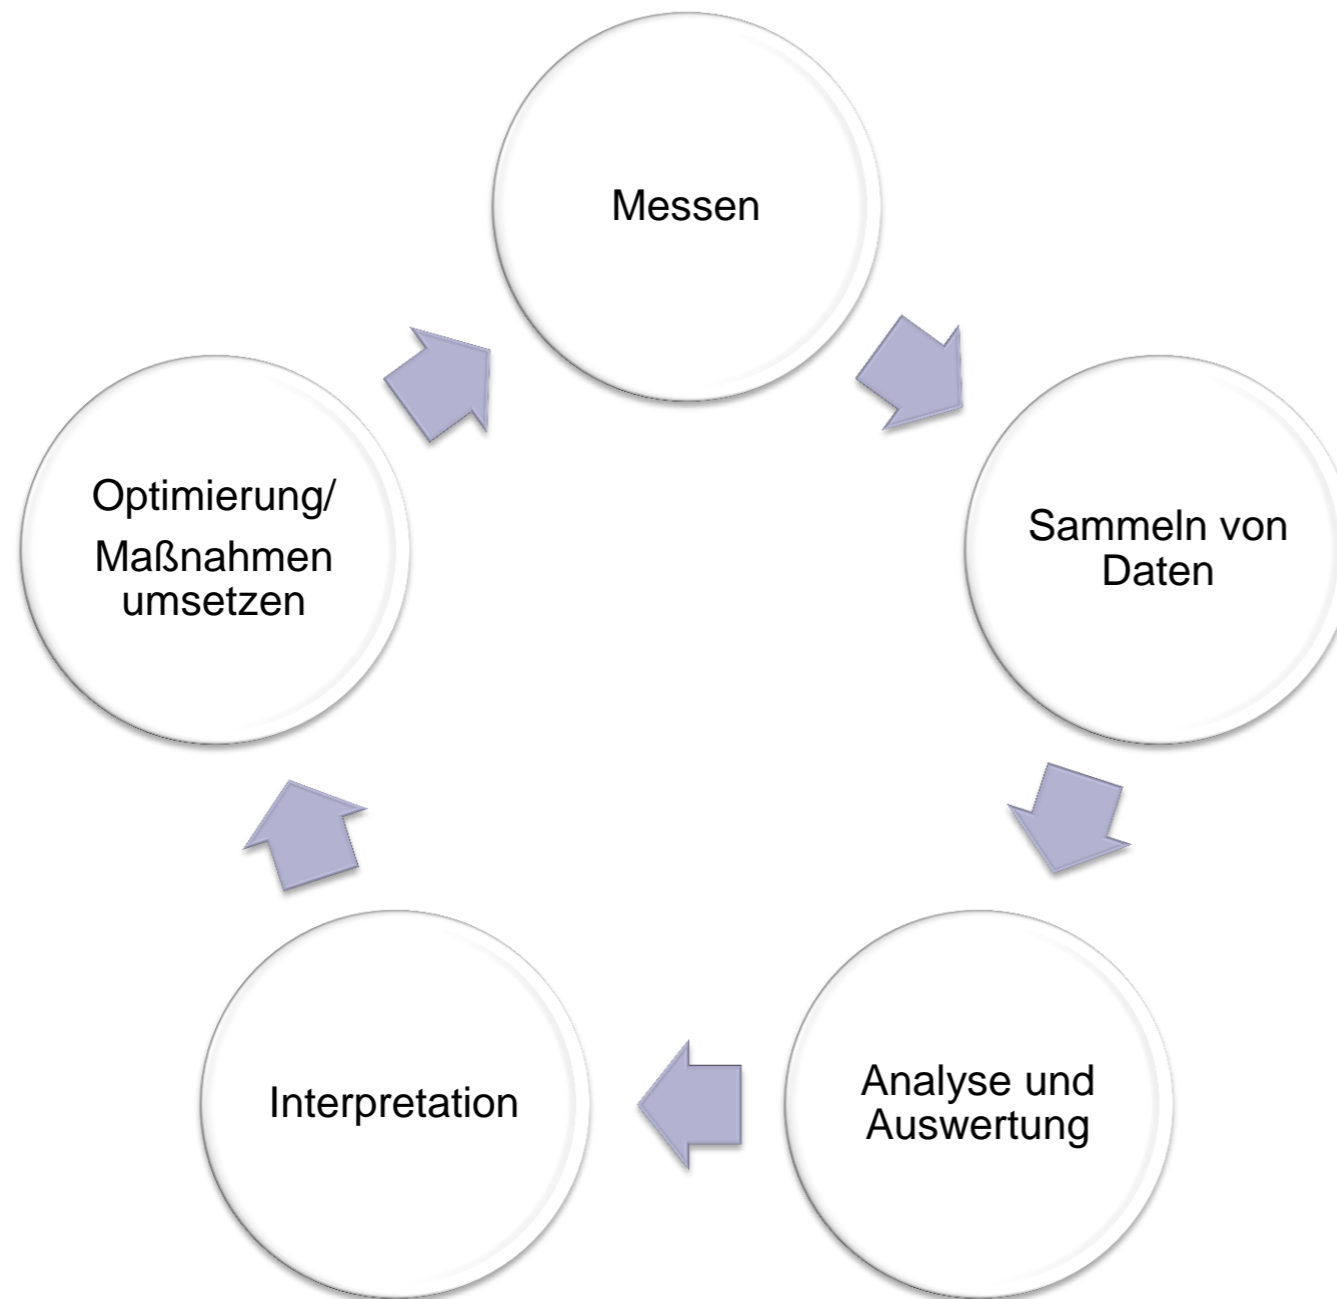 Messen
Sammeln von
Daten
Analyse und
Auswertung
Interpretation
Optimierung/
Maßnahmen
umsetzen